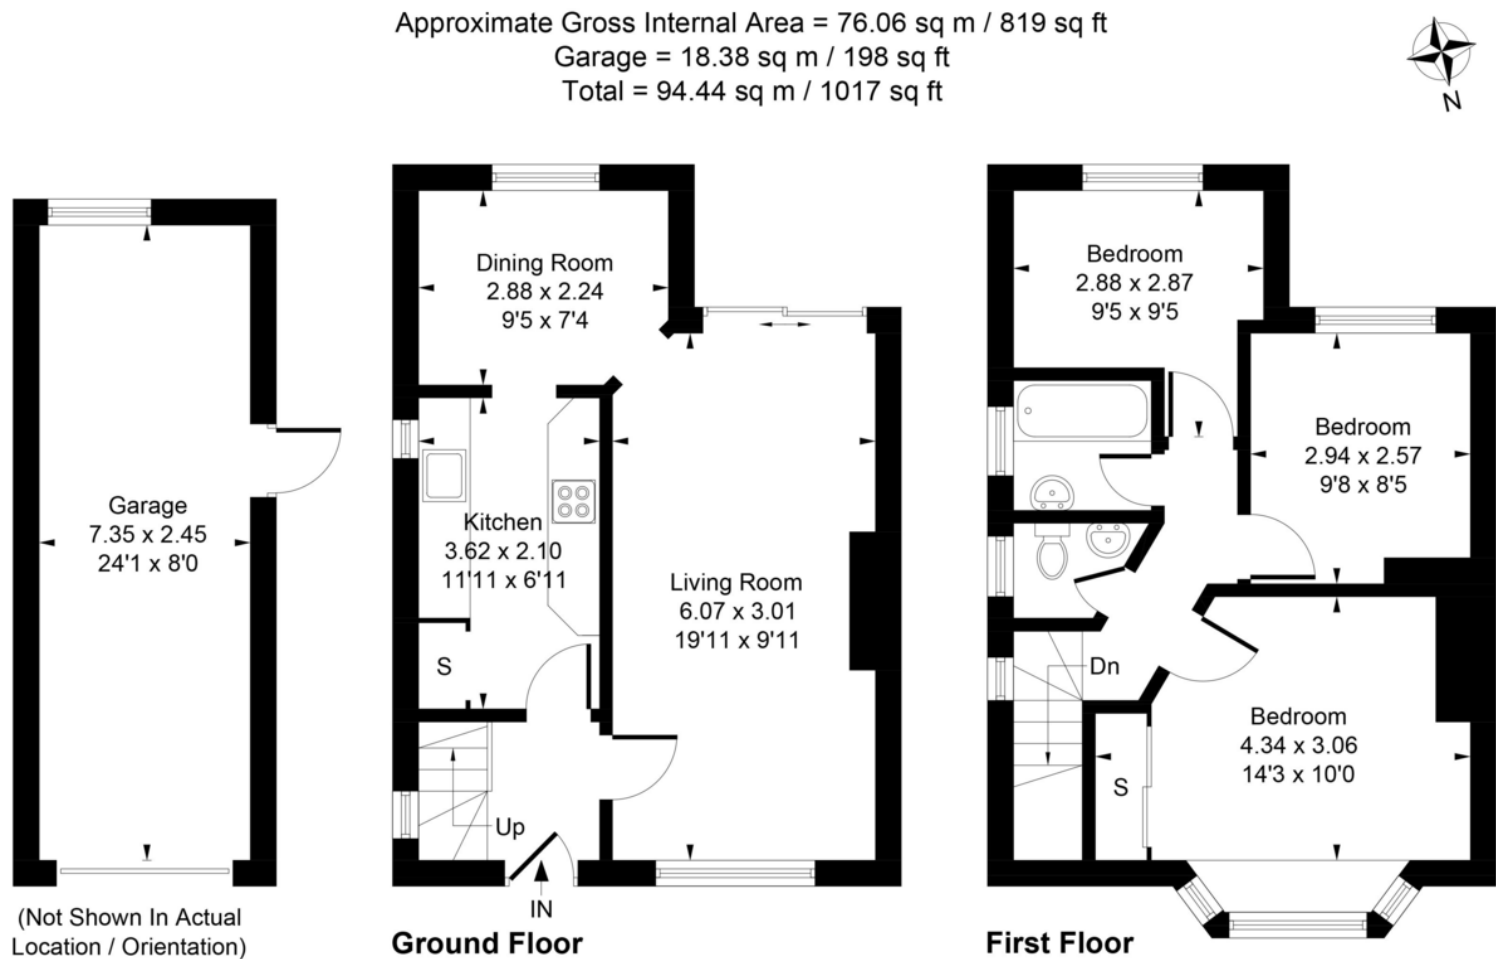 Approximate Gross Internal Area = 76.06 sq m / 819 sq ft
Garage = 18.38 sq m / 198 sq ft
Total = 94.44 sq m / 1017 sq ft
N
Garage
7.35 x 2.45
24'1 x 8'0
(Not Shown In Actual
Location / Orientation)
Dining Room
2.88 x 2.24
9'5 x 7'4
Kitchen
3.62 x 2.10
11'11 x 6'11
Living Room
6.07 x 3.01
19'11 x 9'11
S
Up
IN
Ground Floor
Bedroom
2.88 x 2.87
9'5 x 9'5
Bedroom
2.94 x 2.57
9'8 x 8'5
Dn
Bedroom
4.34 x 3.06
14'3 x 10'0
S
First Floor